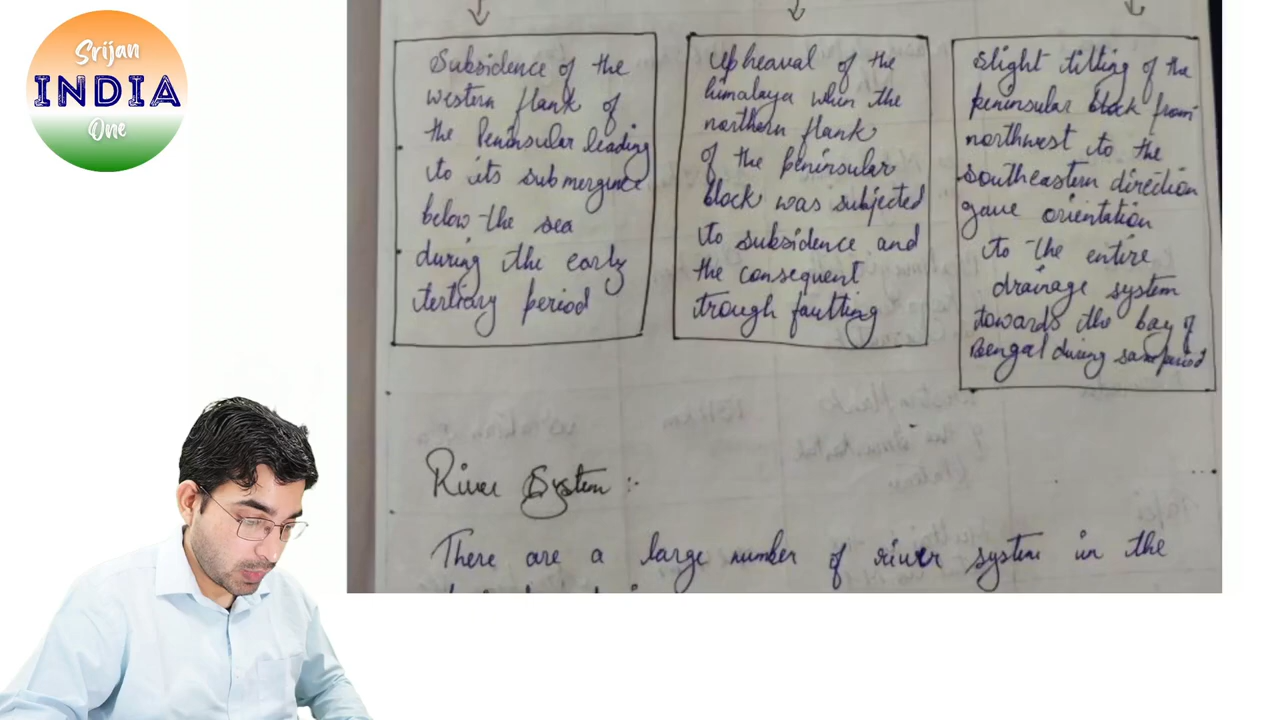 Srijan
INDIA
One
Subsidence of the
western flank of
the Peninsular leading
to its submergence
below the sea
during the early
tertiary period
Upheaval of the
himalaya when the
northern flank
of the peninsular
block was subjected
to subsidence and
the consequent
trough faulting
Slight tilting of the
peninsular block from
northwest to the
southeastern direction
gave orientation
to the entire
drainage system
towards the bay of
Bengal during same period
River System :-
There are a large number of river system in the